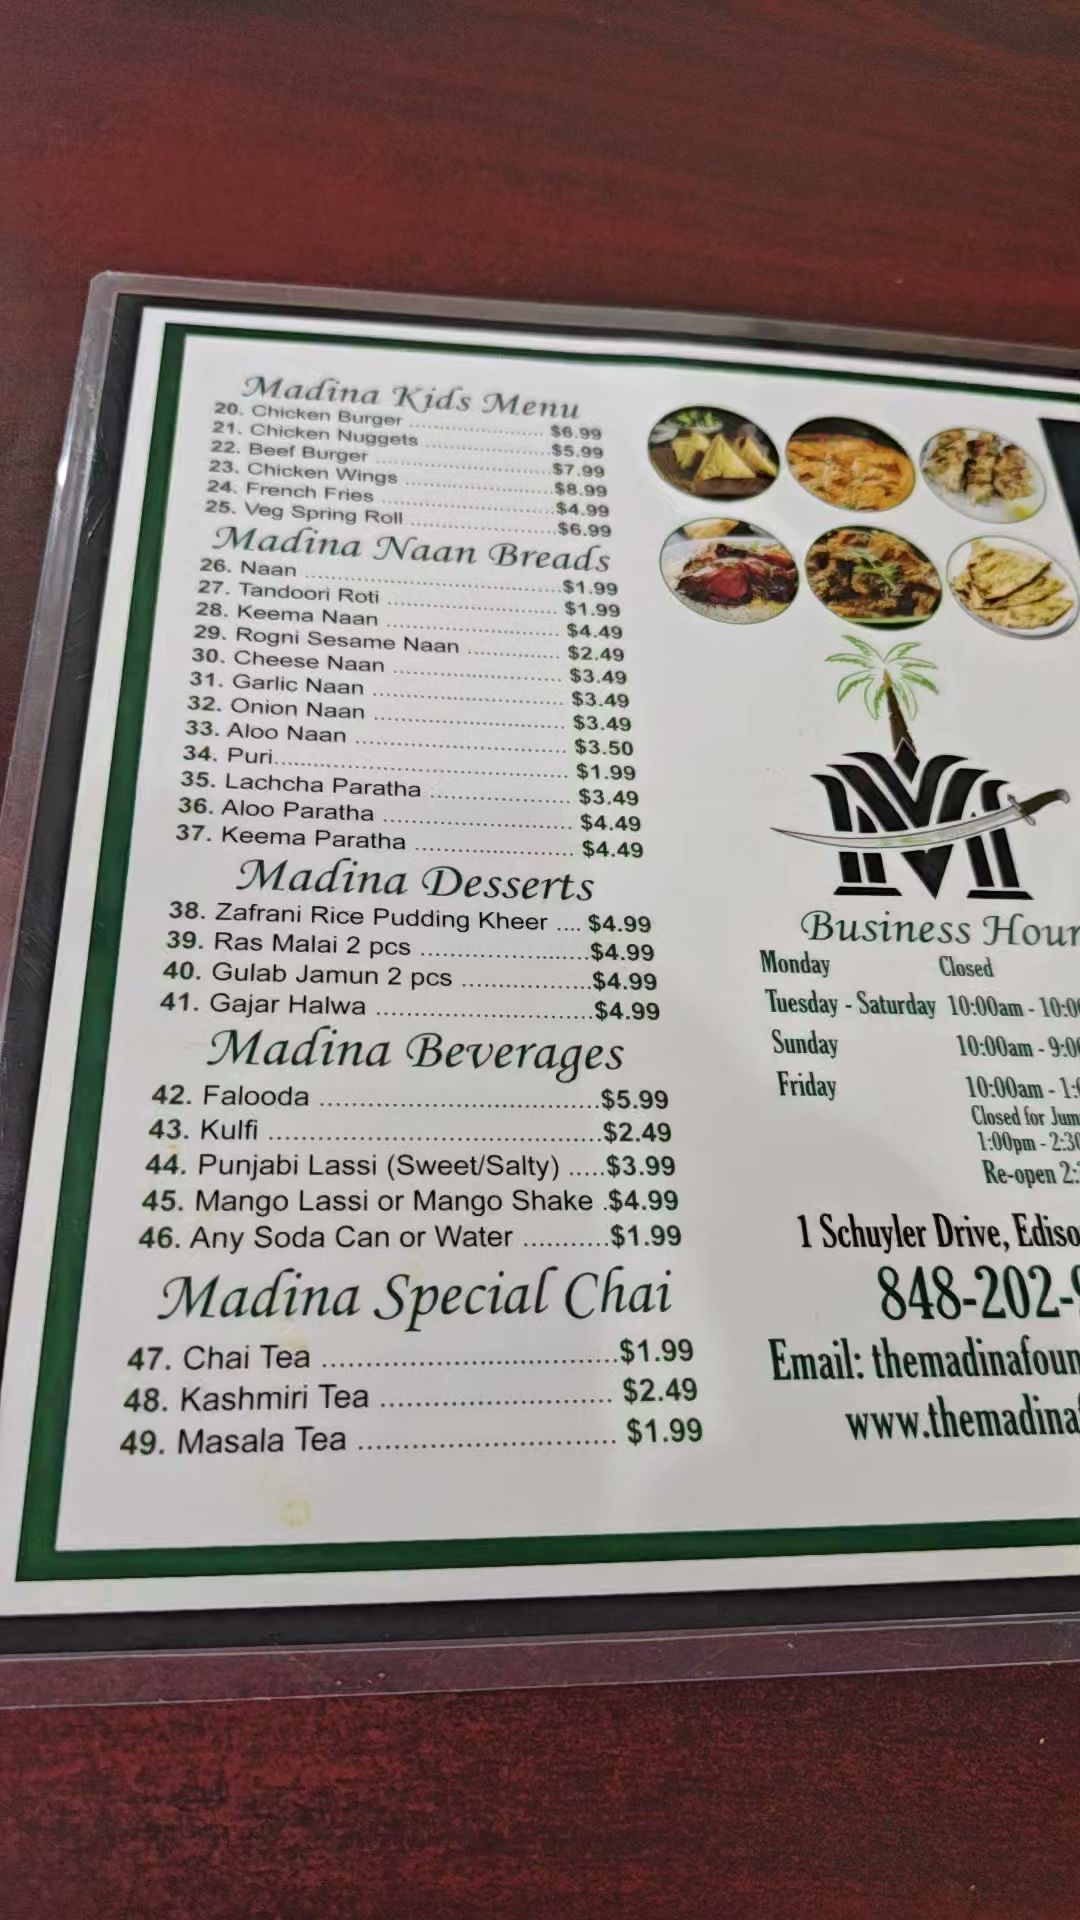 Madina Kids Menu
20. Chicken Burger ........................ $6.99
21. Chicken Nuggets ........................ $5.99
22. Beef Burger ........................ $7.99
23. Chicken Wings ........................ $8.99
24. French Fries ........................ $4.99
25. Veg Spring Roll ........................ $6.99
Madina Naan Breads
26. Naan ........................ $1.99
27. Tandoori Roti ........................ $1.99
28. Keema Naan ........................ $4.49
29. Rogni Sesame Naan ............. $2.49
30. Cheese Naan ........................ $3.49
31. Garlic Naan ........................ $3.49
32. Onion Naan ........................ $3.49
33. Aloo Naan ........................ $3.50
34. Puri........................ $1.99
35. Lachcha Paratha .................... $3.49
36. Aloo Paratha ........................ $4.49
37. Keema Paratha ...................... $4.49
Madina Desserts
38. Zafrani Rice Pudding Kheer .... $4.99
39. Ras Malai 2 pcs ......................$4.99
40. Gulab Jamun 2 pcs .................$4.99
41. Gajar Halwa ............................$4.99
Madina Beverages
42. Falooda ..................................$5.99
43. Kulfi .........................................$2.49
44. Punjabi Lassi (Sweet/Salty) .....$3.99
45. Mango Lassi or Mango Shake .$4.99
46. Any Soda Can or Water ...........$1.99
Madina Special Chai
47. Chai Tea ..................................$1.99
48. Kashmiri Tea .......................... $2.49
49. Masala Tea ............................. $1.99
M
Business Hour
Monday Closed
Tuesday - Saturday 10:00am - 10:0
Sunday 10:00am - 9:0
Friday 10:00am - 1:
Closed for Jum
1:00pm - 2:3
Re-open 2:
1 Schuyler Drive, Ediso
848-202-
Email: themadinafoun
www.themadina